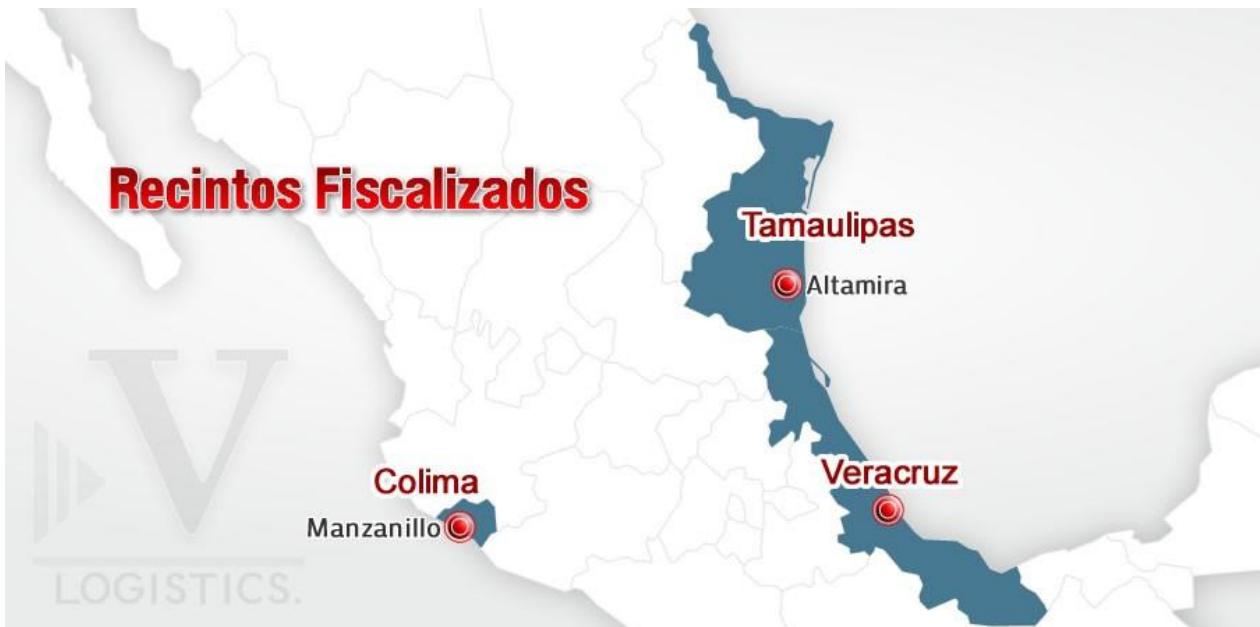 Recintos Fiscalizados
Tamaulipas
Altamira
Colima
Manzanillo
Veracruz
V
LOGISTICS.